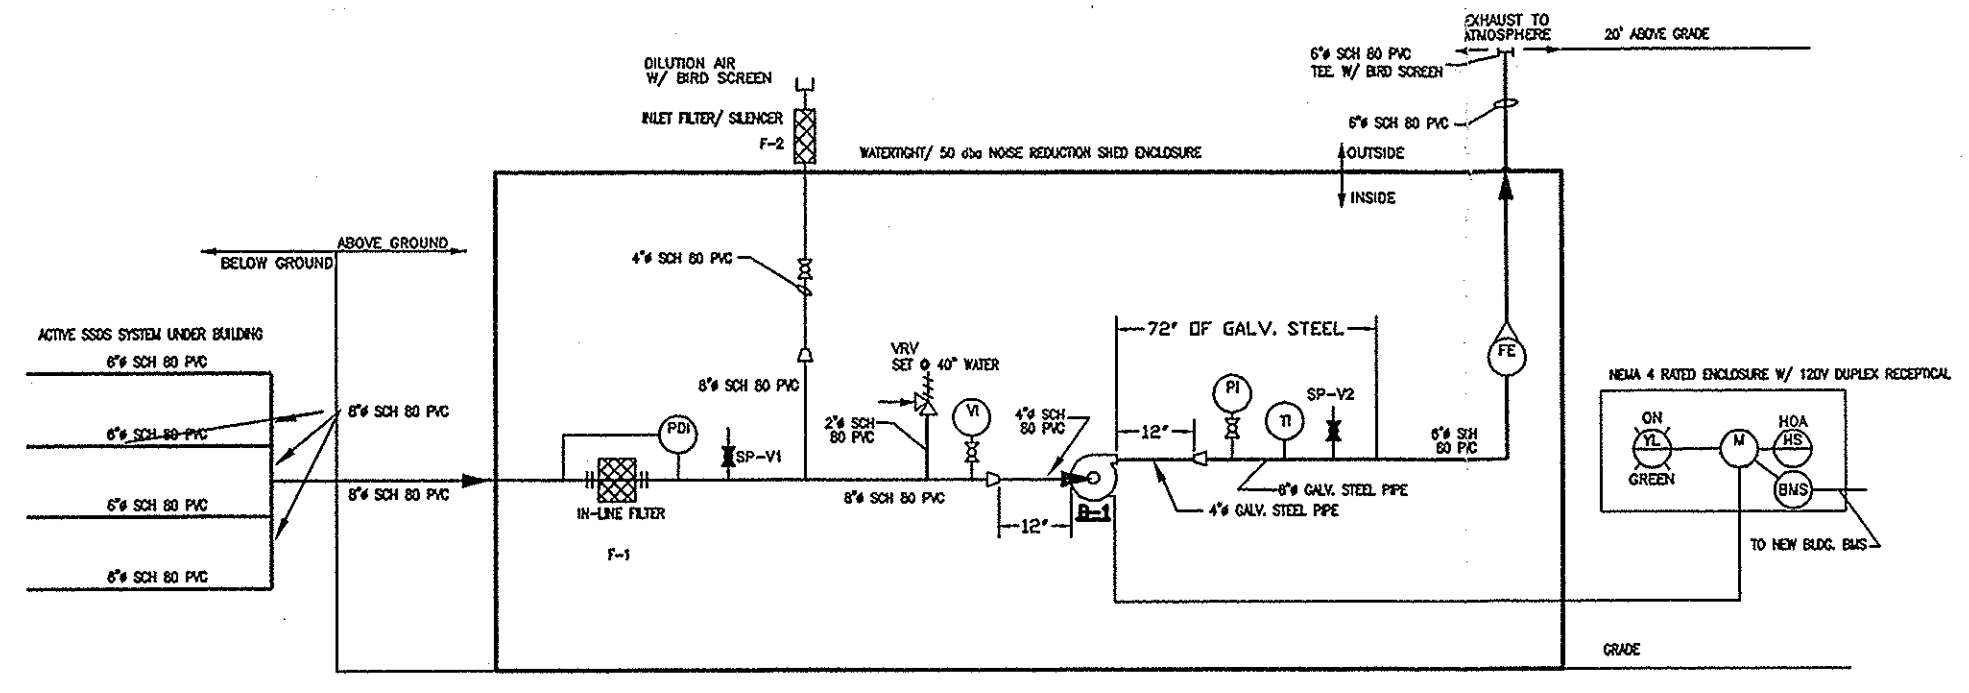 EXHAUST TO
ATMOSPHERE
20' ABOVE GRADE
6"ø SCH 80 PVC
TEE W/ BIRD SCREEN
DILUTION AIR
W/ BIRD SCREEN
INLET FILTER/ SILENCER
F-2
6"ø SCH 80 PVC
WATERTIGHT/ 50 dba NOISE REDUCTION SHED ENCLOSURE
OUTSIDE
INSIDE
ABOVE GROUND
BELOW GROUND
4"ø SCH 80 PVC
ACTIVE SSDS SYSTEM UNDER BUILDING
6"ø SCH 80 PVC
8"ø SCH 80 PVC
6"ø SCH 80 PVC
8"ø SCH 80 PVC
6"ø SCH 80 PVC
6"ø SCH 80 PVC
PDI
SP-V1
IN-LINE FILTER
F-1
8"ø SCH 80 PVC
VRV
SET @ 40" WATER
2"ø SCH
80 PVC
VI
4"ø SCH
80 PVC
8"ø SCH 80 PVC
12"
B-1
72" OF GALV. STEEL
12"
PI
TI
SP-V2
6"ø GALV. STEEL PIPE
4"ø GALV. STEEL PIPE
6"ø SCH
80 PVC
FE
NEMA 4 RATED ENCLOSURE W/ 120V DUPLEX RECEPTICAL
ON
YL
GREEN
M
HOA
HS
BMS
TO NEW BLDG. BMS
GRADE